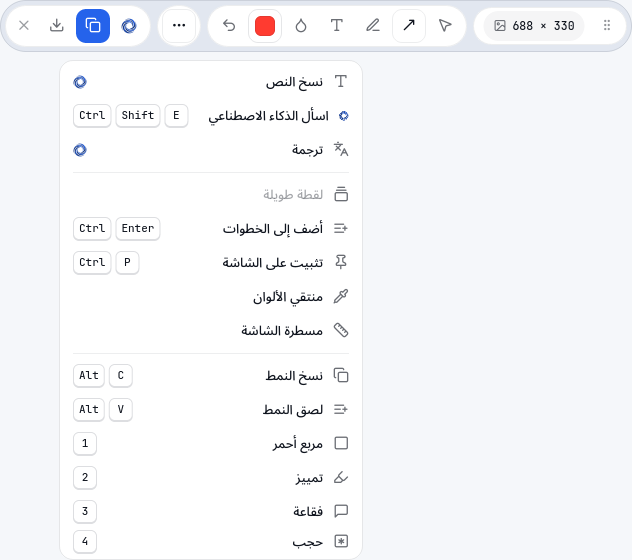 688 × 330
نسخ النص
اسأل الذكاء الاصطناعي Ctrl Shift E
ترجمة
لقطة طويلة
أضف إلى الخطوات Ctrl Enter
تثبيت على الشاشة Ctrl P
منتقي الألوان
مسطرة الشاشة
نسخ النمط Alt C
لصق النمط Alt V
مربع أحمر 1
تمييز 2
فقاعة 3
حجب 4